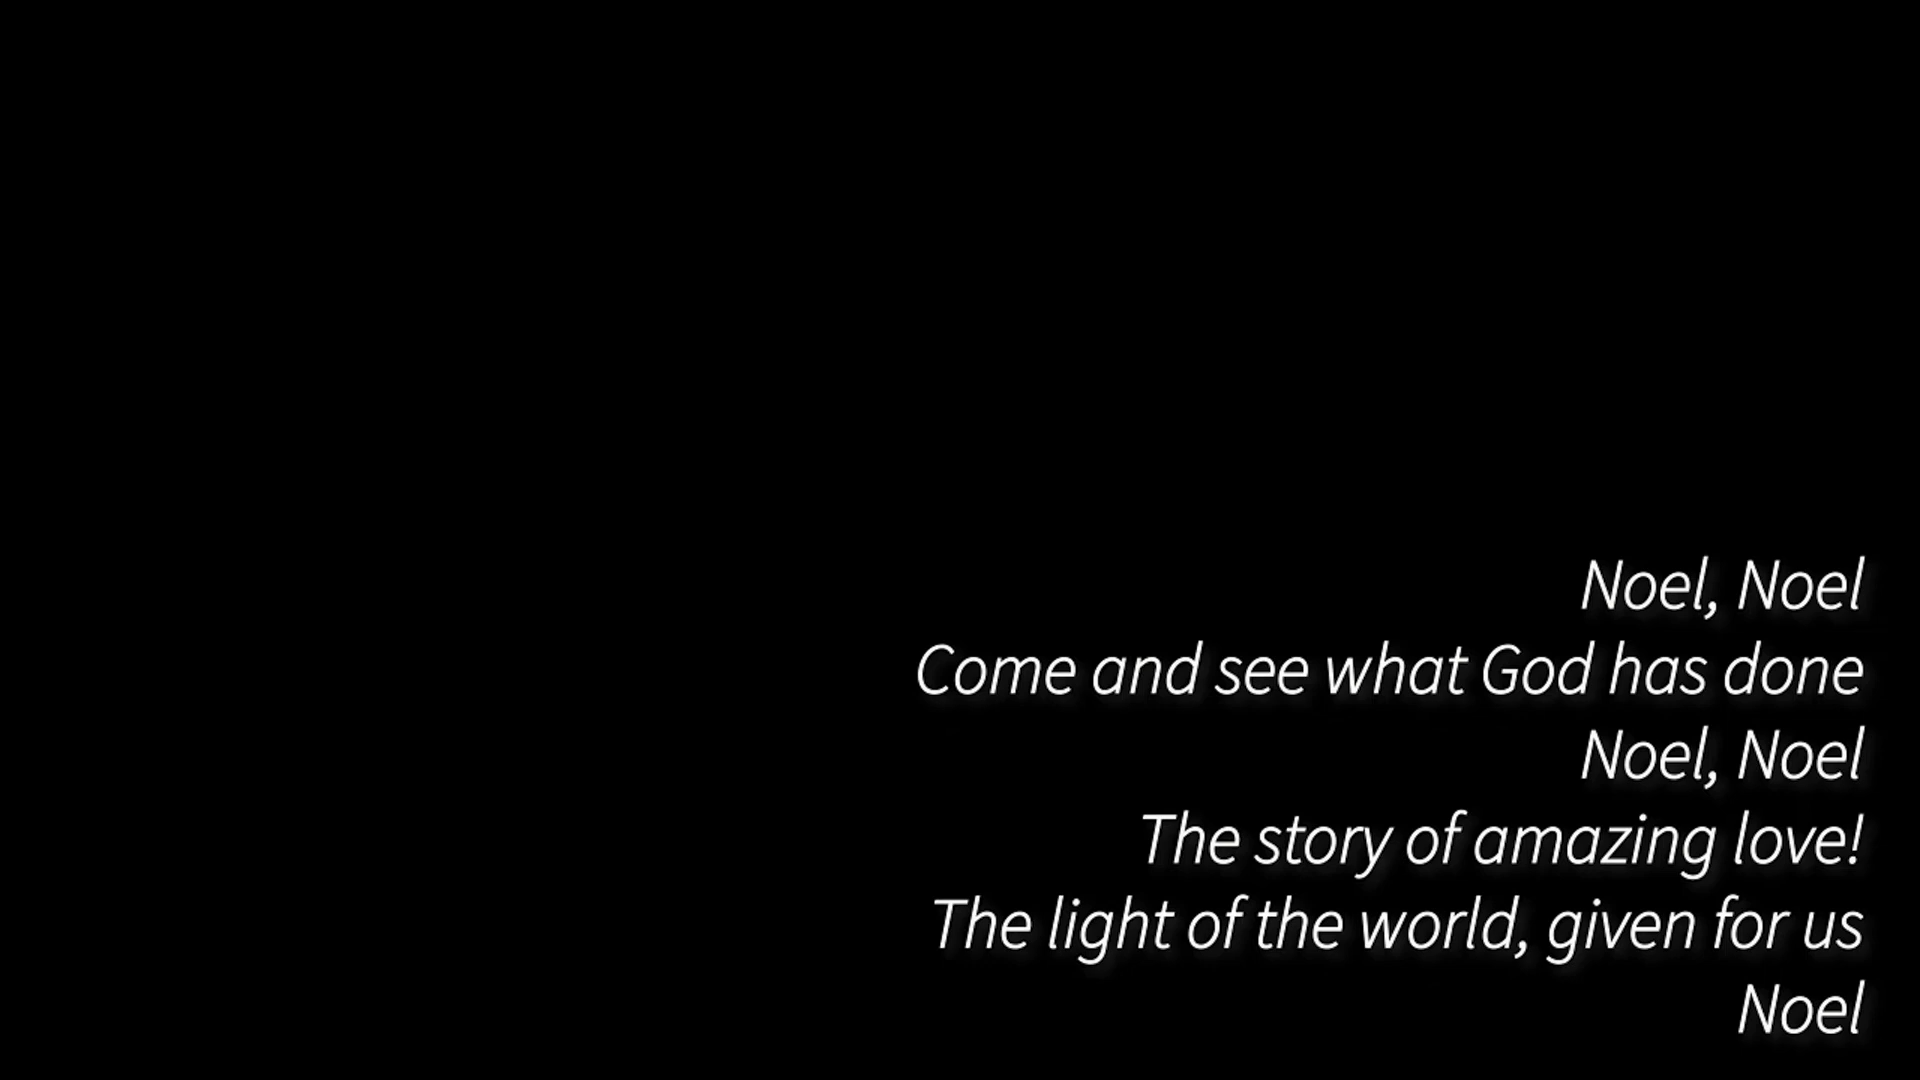 Noel, Noel
Come and see what God has done
Noel, Noel
The story of amazing love!
The light of the world, given for us
Noel